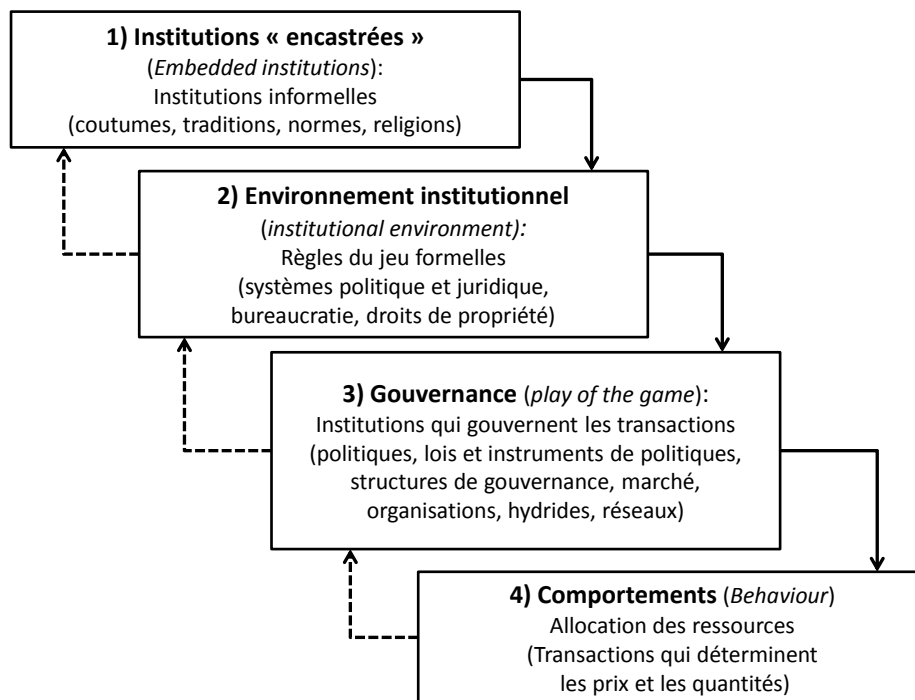 1) Institutions « encastrées »
(Embedded institutions):
Institutions informelles
(coutumes, traditions, normes, religions)
2) Environnement institutionnel
(institutional environment):
Règles du jeu formelles
(systèmes politique et juridique,
bureaucratie, droits de propriété)
3) Gouvernance (play of the game):
Institutions qui gouvernent les transactions
(politiques, lois et instruments de politiques,
structures de gouvernance, marché,
organisations, hydrides, réseaux)
4) Comportements (Behaviour)
Allocation des ressources
(Transactions qui déterminent
les prix et les quantités)